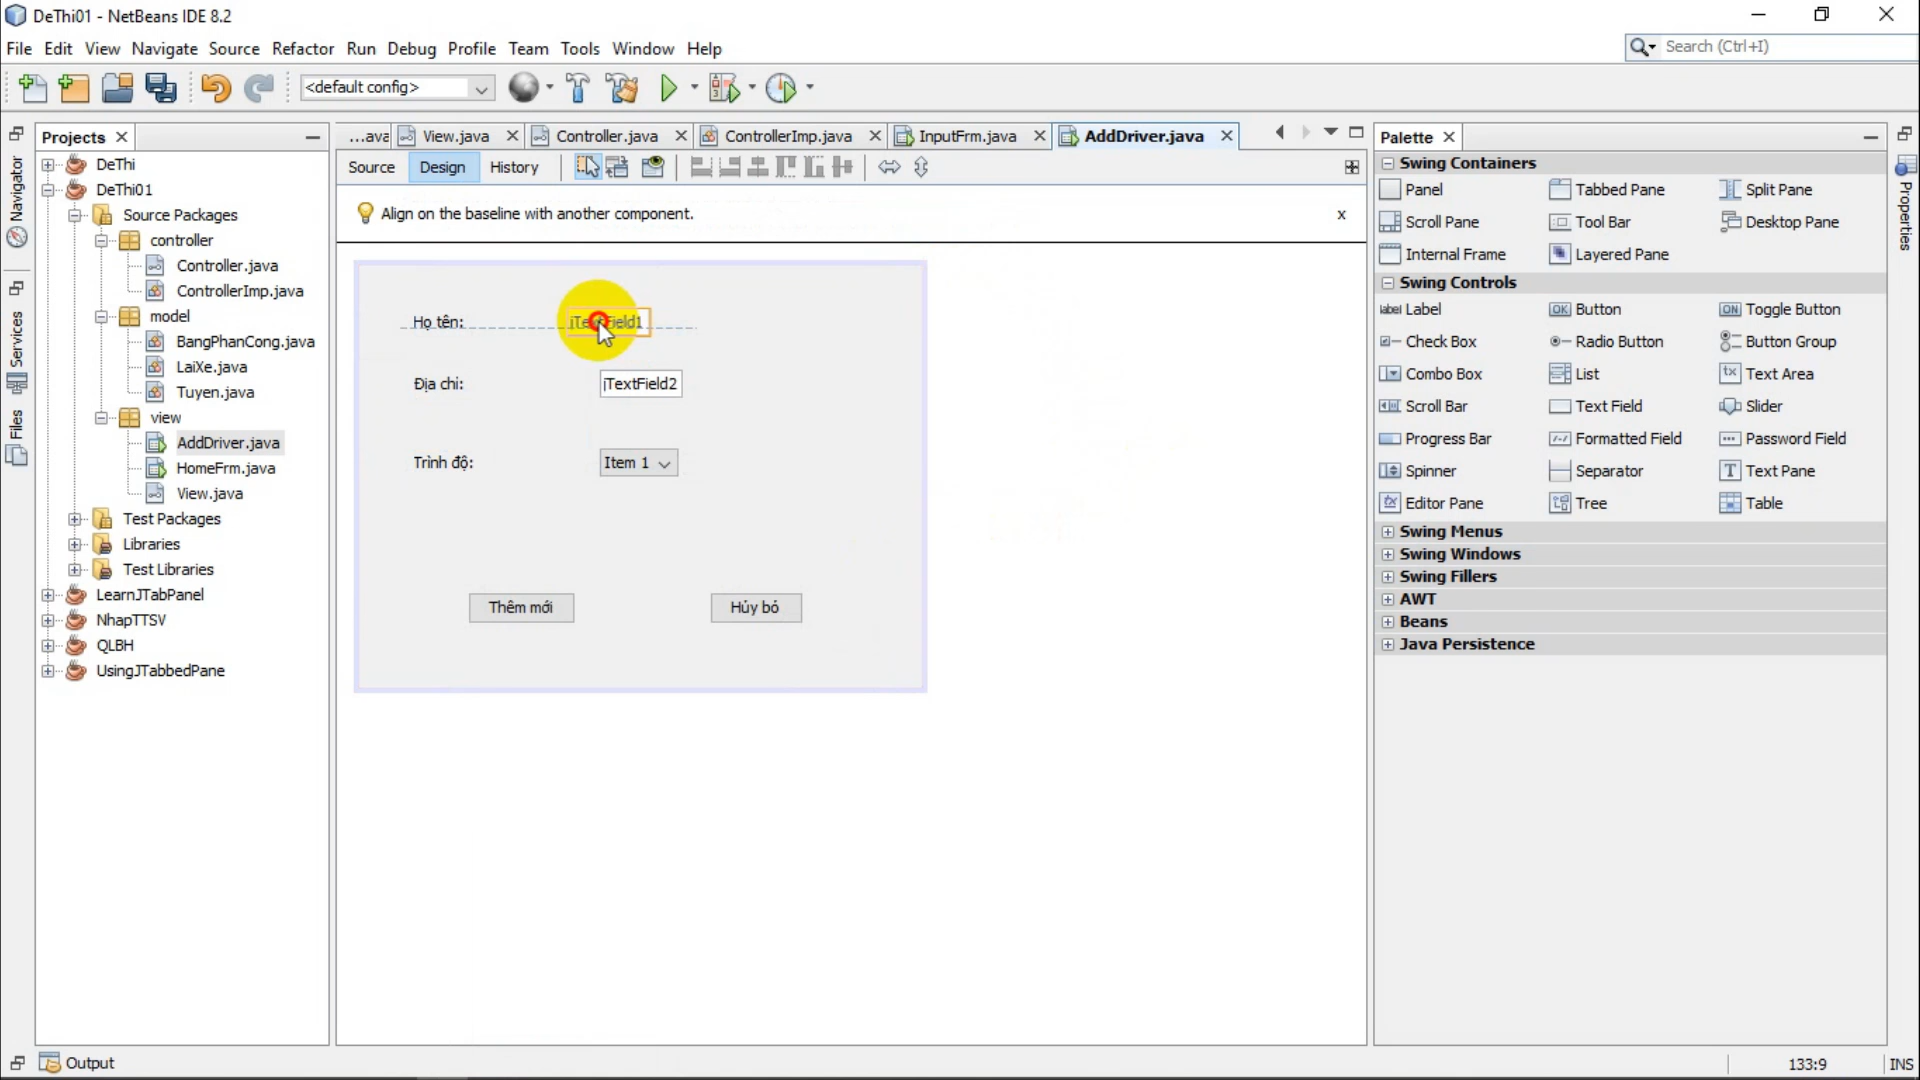 DeThi01 - NetBeans IDE 8.2
File Edit View Navigate Source Refactor Run Debug Profile Team Tools Window Help
Search (Ctrl+I)
<default config>
Projects
...ava View.java Controller.java ControllerImp.java InputFrm.java AddDriver.java
Palette
Source Design History
Align on the baseline with another component.
x
Navigator
Services
Files
Properties
DeThi
DeThi01
Source Packages
controller
Controller.java
ControllerImp.java
model
BangPhanCong.java
LaiXe.java
Tuyen.java
view
AddDriver.java
HomeFrm.java
View.java
Test Packages
Libraries
Test Libraries
LearnJTabPanel
NhapTTSV
QLBH
UsingJTabbedPane
Họ tên:
jTextField1
Địa chỉ:
jTextField2
Trình độ:
Item 1
Thêm mới
Hủy bỏ
Swing Containers
Panel Tabbed Pane Split Pane
Scroll Pane Tool Bar Desktop Pane
Internal Frame Layered Pane
Swing Controls
label Label OK Button ON Toggle Button
Check Box Radio Button Button Group
Combo Box List Text Area
Scroll Bar Text Field Slider
Progress Bar Formatted Field Password Field
Spinner Separator Text Pane
Editor Pane Tree Table
Swing Menus
Swing Windows
Swing Fillers
AWT
Beans
Java Persistence
Output
133:9
INS